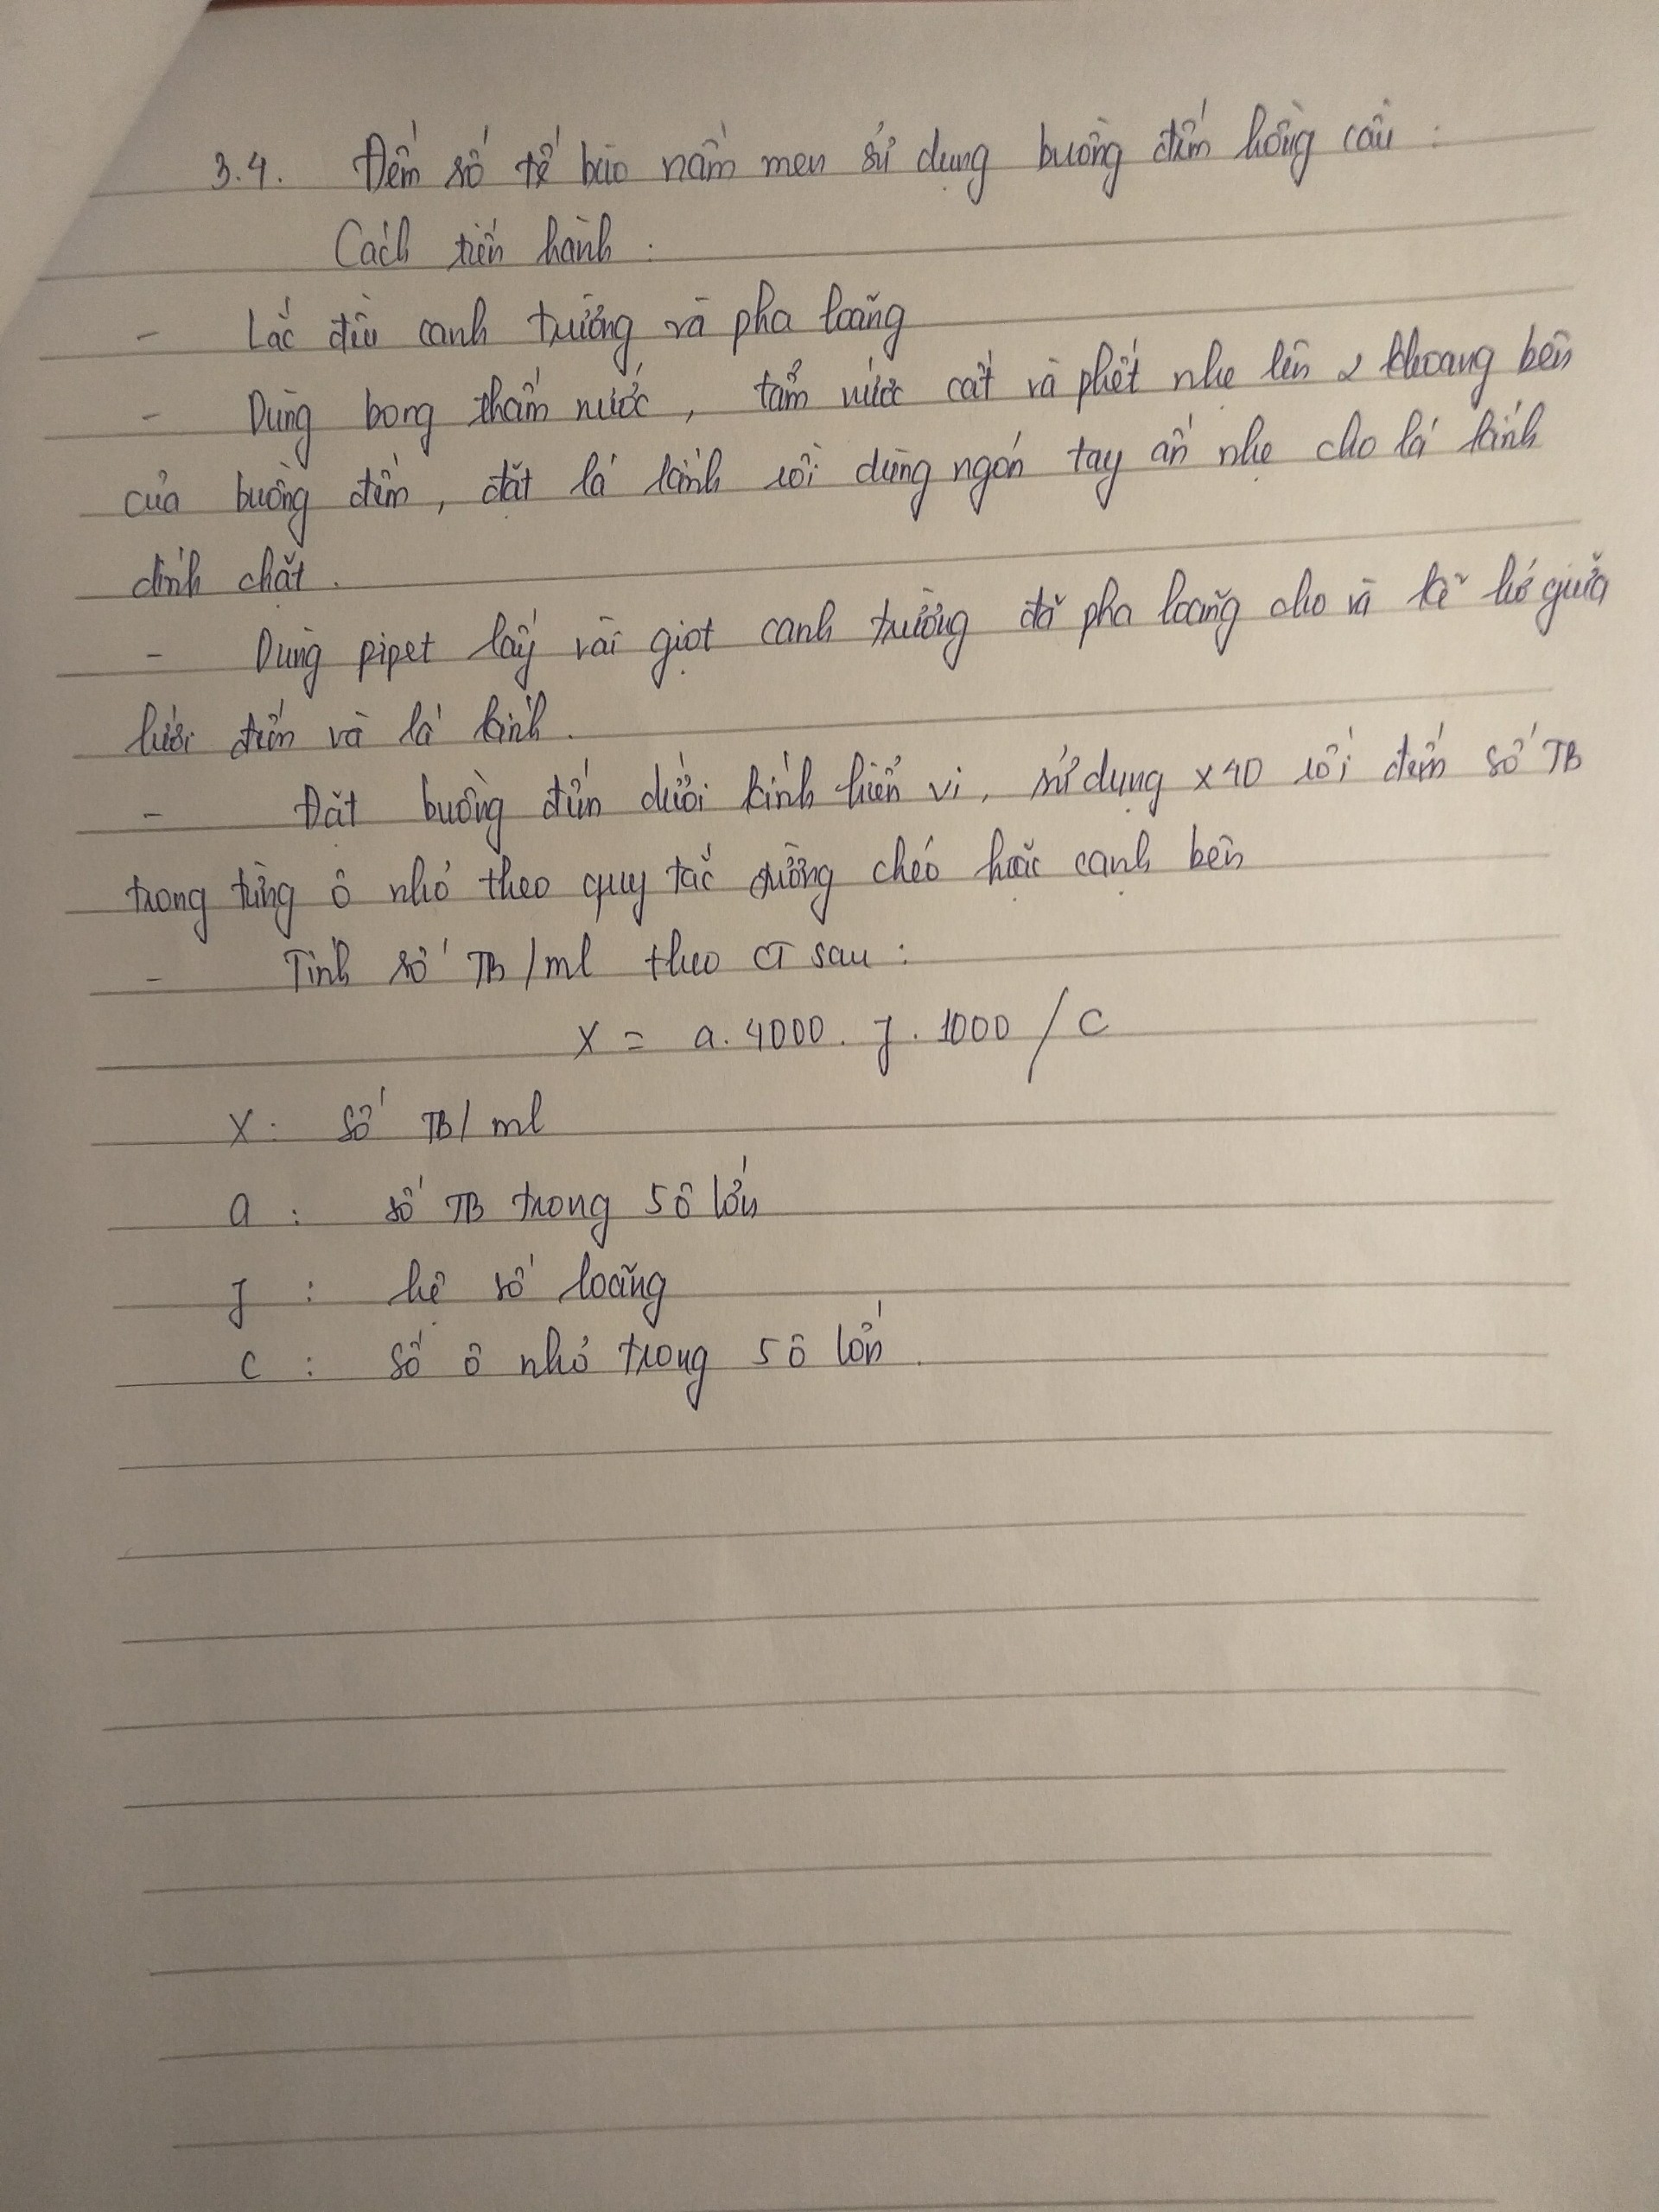 3.4. Đếm số tế bào nấm men sử dụng buồng đếm hồng cầu :
Cách tiến hành :
- Lắc đều canh trường và pha loãng
- Dùng bong thấm nước, tẩm nước cất và phết nhẹ lên 2 khoang bên
của buồng đếm, đặt lá kính rồi dùng ngón tay ấn nhẹ cho lá kính
dính chặt.
- Dùng pipet lấy vài giọt canh trường đã pha loãng cho và kẽ hở giữa
lưới đếm và lá kính.
- Đặt buồng đếm dưới kính hiển vi, sử dụng x40 rồi đếm số TB
trong từng ô nhỏ theo quy tắc đường chéo hoặc cạnh bên
- Tính số TB/ml theo CT sau :
X = a. 4000. J. 1000 / C
X : số TB/ml
a : số TB trong 5 ô lớn
J : hệ số loãng
C : số ô nhỏ trong 5 ô lớn.